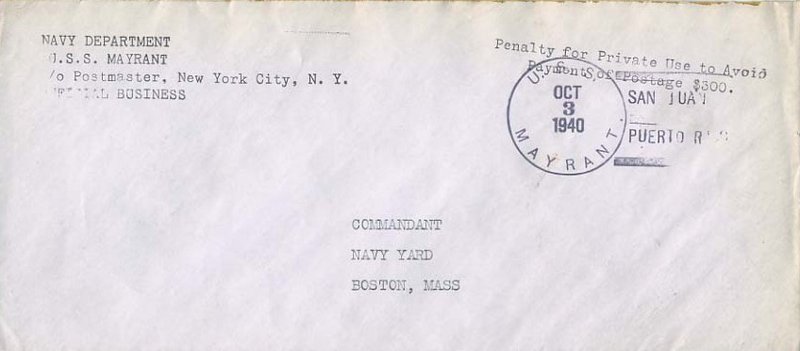 NAVY DEPARTMENT
U.S.S. MAYRANT
c/o Postmaster, New York City, N. Y.
OFFICIAL BUSINESS
Penalty for Private Use to Avoid
Payment of Postage $300.
U.S.S.
OCT
3
1940
MAYRANT.
SAN JUAN
PUERTO RICO
COMMANDANT
NAVY YARD
BOSTON, MASS